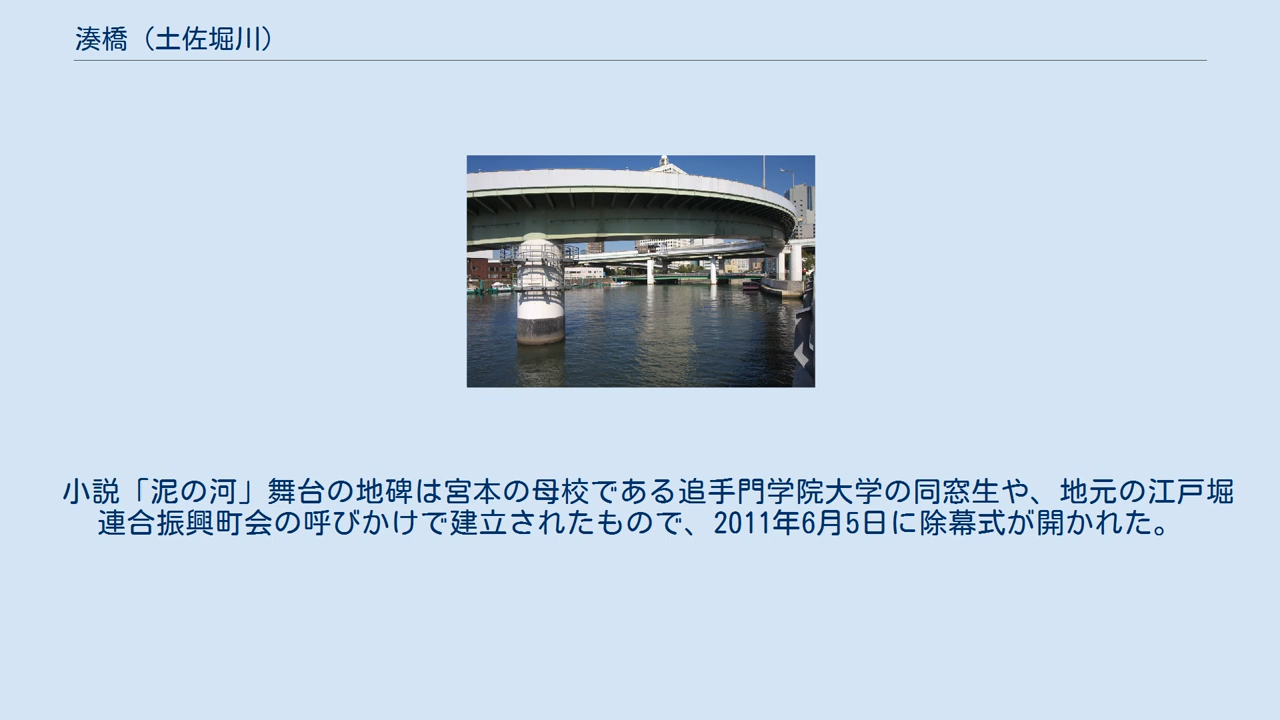 湊橋（土佐堀川）
小説「泥の河」舞台の地碑は宮本の母校である追手門学院大学の同窓生や、地元の江戸堀
連合振興町会の呼びかけで建立されたもので、2011年6月5日に除幕式が開かれた。